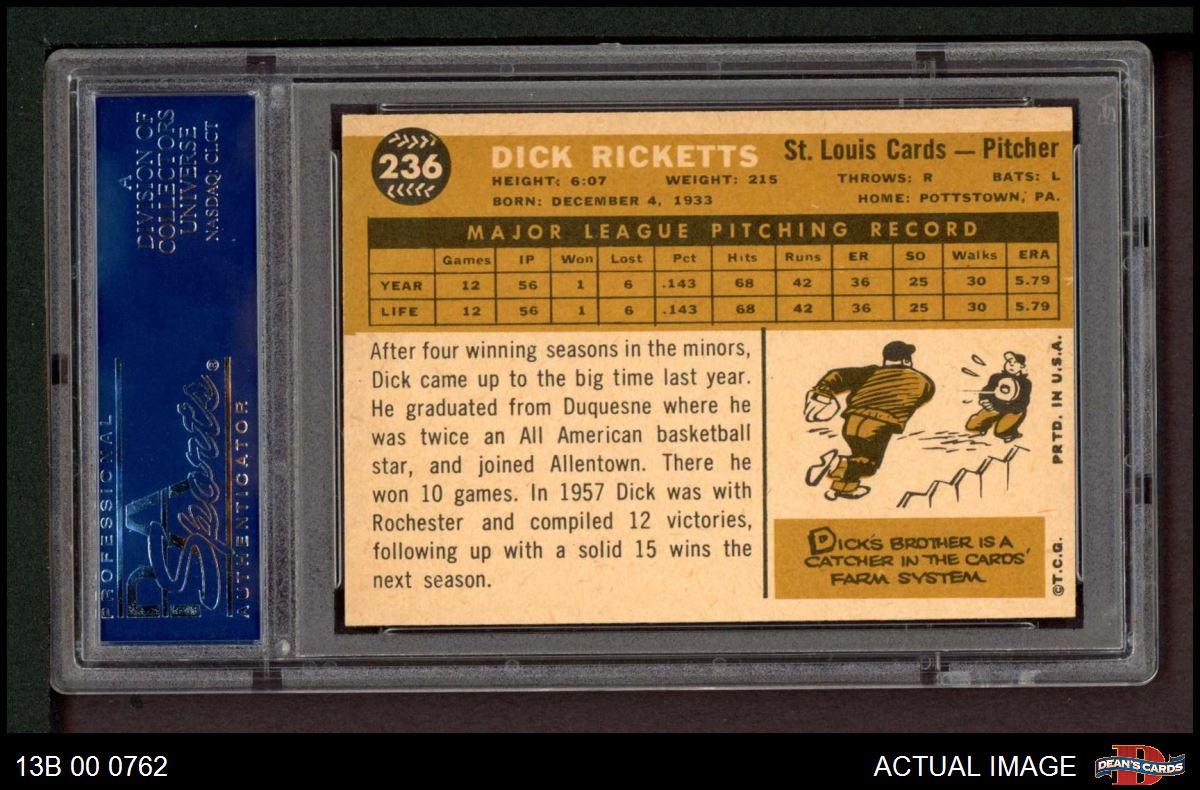 A
DIVISION OF
COLLECTORS
UNIVERSE
NASDAQ: CLCT
PROFESSIONAL
PSA
Sports®
AUTHENTICATOR
236
DICK RICKETTS
St. Louis Cards — Pitcher
HEIGHT: 6:07 WEIGHT: 215 THROWS: R BATS: L
BORN: DECEMBER 4, 1933 HOME: POTTSTOWN, PA.
MAJOR LEAGUE PITCHING RECORD
Games IP Won Lost Pct Hits Runs ER SO Walks ERA
YEAR 12 56 1 6 .143 68 42 36 25 30 5.79
LIFE 12 56 1 6 .143 68 42 36 25 30 5.79
After four winning seasons in the minors,
Dick came up to the big time last year.
He graduated from Duquesne where he
was twice an All American basketball
star, and joined Allentown. There he
won 10 games. In 1957 Dick was with
Rochester and compiled 12 victories,
following up with a solid 15 wins the
next season.
DICK'S BROTHER IS A
CATCHER IN THE CARDS'
FARM SYSTEM.
©T.C.G. PRTD. IN U.S.A.
13B 00 0762
ACTUAL IMAGE
D
DEAN'S CARDS